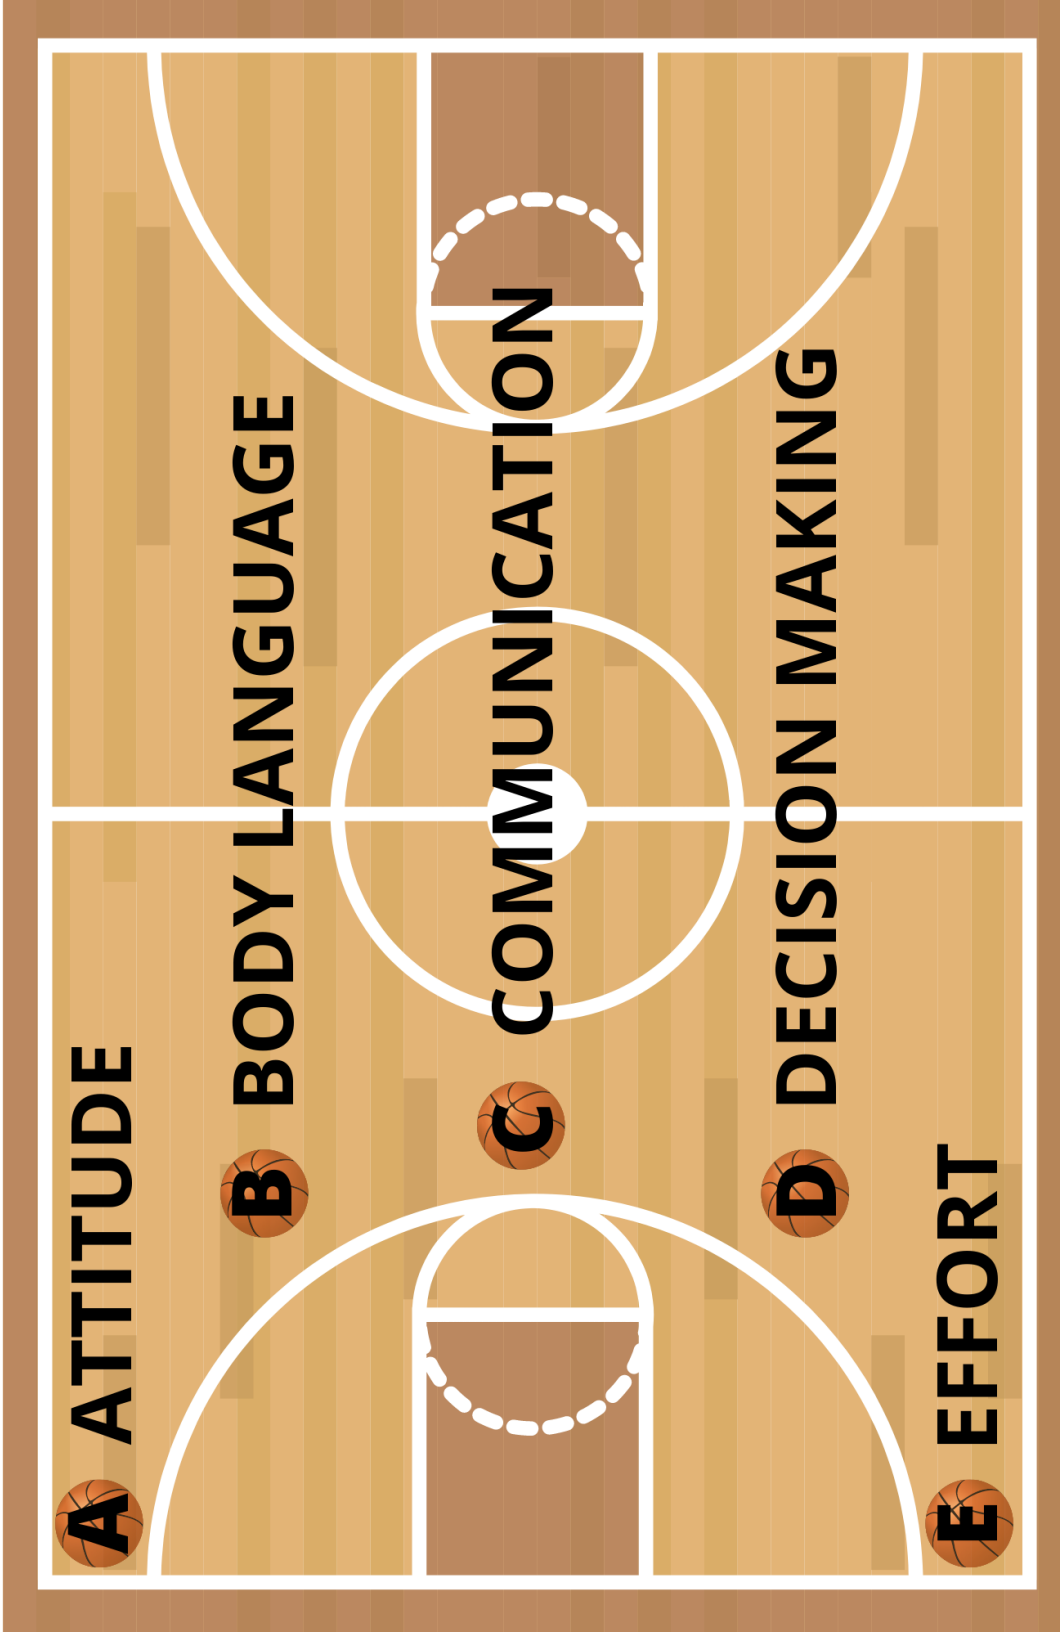 A ATTITUDE
B BODY LANGUAGE
C COMMUNICATION
D DECISION MAKING
E EFFORT